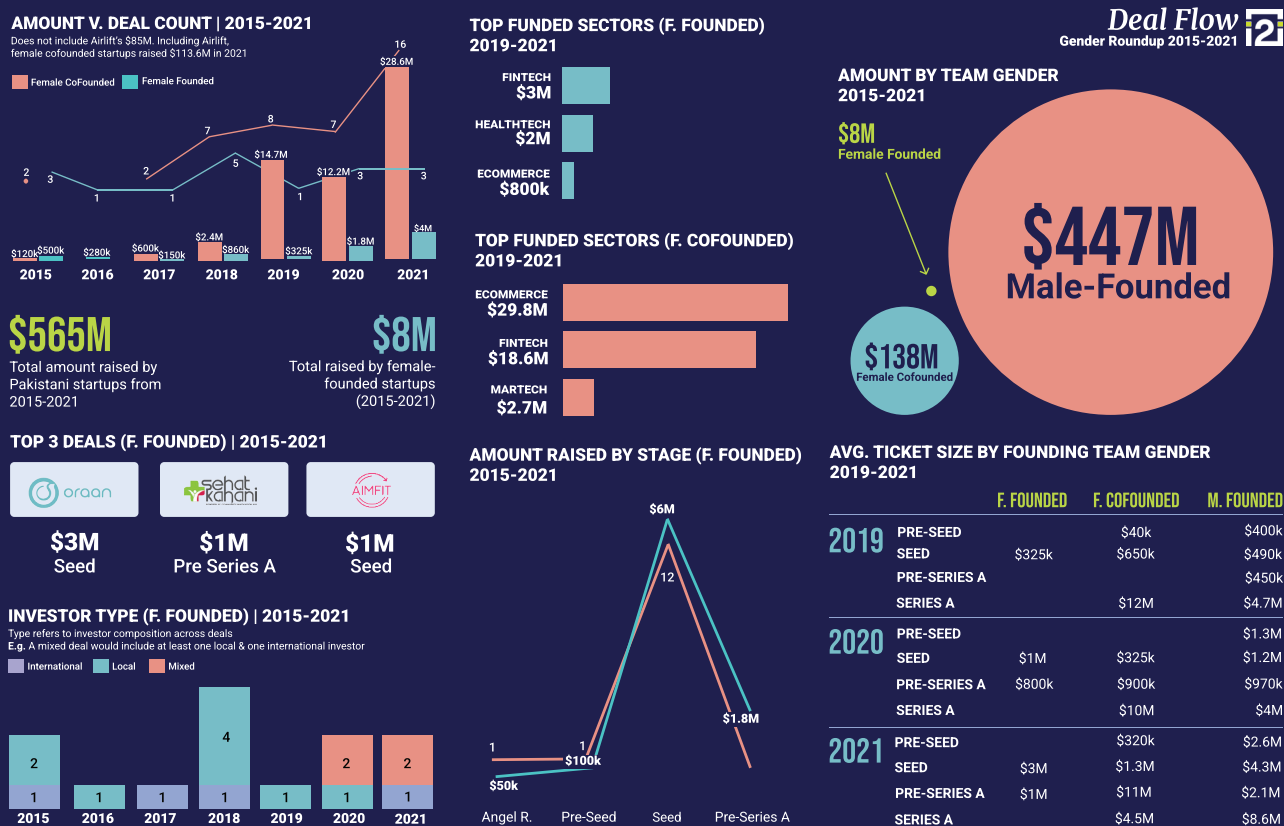 AMOUNT V. DEAL COUNT | 2015-2021
Does not include Airlift's $85M. Including Airlift,
female cofounded startups raised $113.6M in 2021
Female CoFounded
Female Founded
16
$28.6M
8
7
7
2
3
2
5
$14.7M
$12.2M
3
3
1
1
1
$120k
$500k
$280k
$600k
$150k
$2.4M
$860k
$325k
$1.8M
$4M
2015
2016
2017
2018
2019
2020
2021
$565M
Total amount raised by
Pakistani startups from
2015-2021
$8M
Total raised by female-
founded startups
(2015-2021)
TOP 3 DEALS (F. FOUNDED) | 2015-2021
oraan
sehat
kahani
AIMFIT
$3M
Seed
$1M
Pre Series A
$1M
Seed
INVESTOR TYPE (F. FOUNDED) | 2015-2021
Type refers to investor composition across deals
E.g. A mixed deal would include at least one local & one international investor
International
Local
Mixed
4
2
2
2
1
1
1
1
1
1
1
2015
2016
2017
2018
2019
2020
2021
TOP FUNDED SECTORS (F. FOUNDED)
2019-2021
FINTECH
$3M
HEALTHTECH
$2M
ECOMMERCE
$800k
TOP FUNDED SECTORS (F. COFOUNDED)
2019-2021
ECOMMERCE
$29.8M
FINTECH
$18.6M
MARTECH
$2.7M
AMOUNT RAISED BY STAGE (F. FOUNDED)
2015-2021
$6M
12
$1.8M
1
1
$100k
$50k
Angel R.
Pre-Seed
Seed
Pre-Series A
Deal Flow
Gender Roundup 2015-2021
i2i
AMOUNT BY TEAM GENDER
2015-2021
$8M
Female Founded
$447M
Male-Founded
$138M
Female Cofounded
AVG. TICKET SIZE BY FOUNDING TEAM GENDER
2019-2021
F. FOUNDED F. COFOUNDED M. FOUNDED
2019
PRE-SEED $40k $400k
SEED $325k $650k $490k
PRE-SERIES A $450k
SERIES A $12M $4.7M
2020
PRE-SEED $1.3M
SEED $1M $325k $1.2M
PRE-SERIES A $800k $900k $970k
SERIES A $10M $4M
2021
PRE-SEED $320k $2.6M
SEED $3M $1.3M $4.3M
PRE-SERIES A $1M $11M $2.1M
SERIES A $4.5M $8.6M